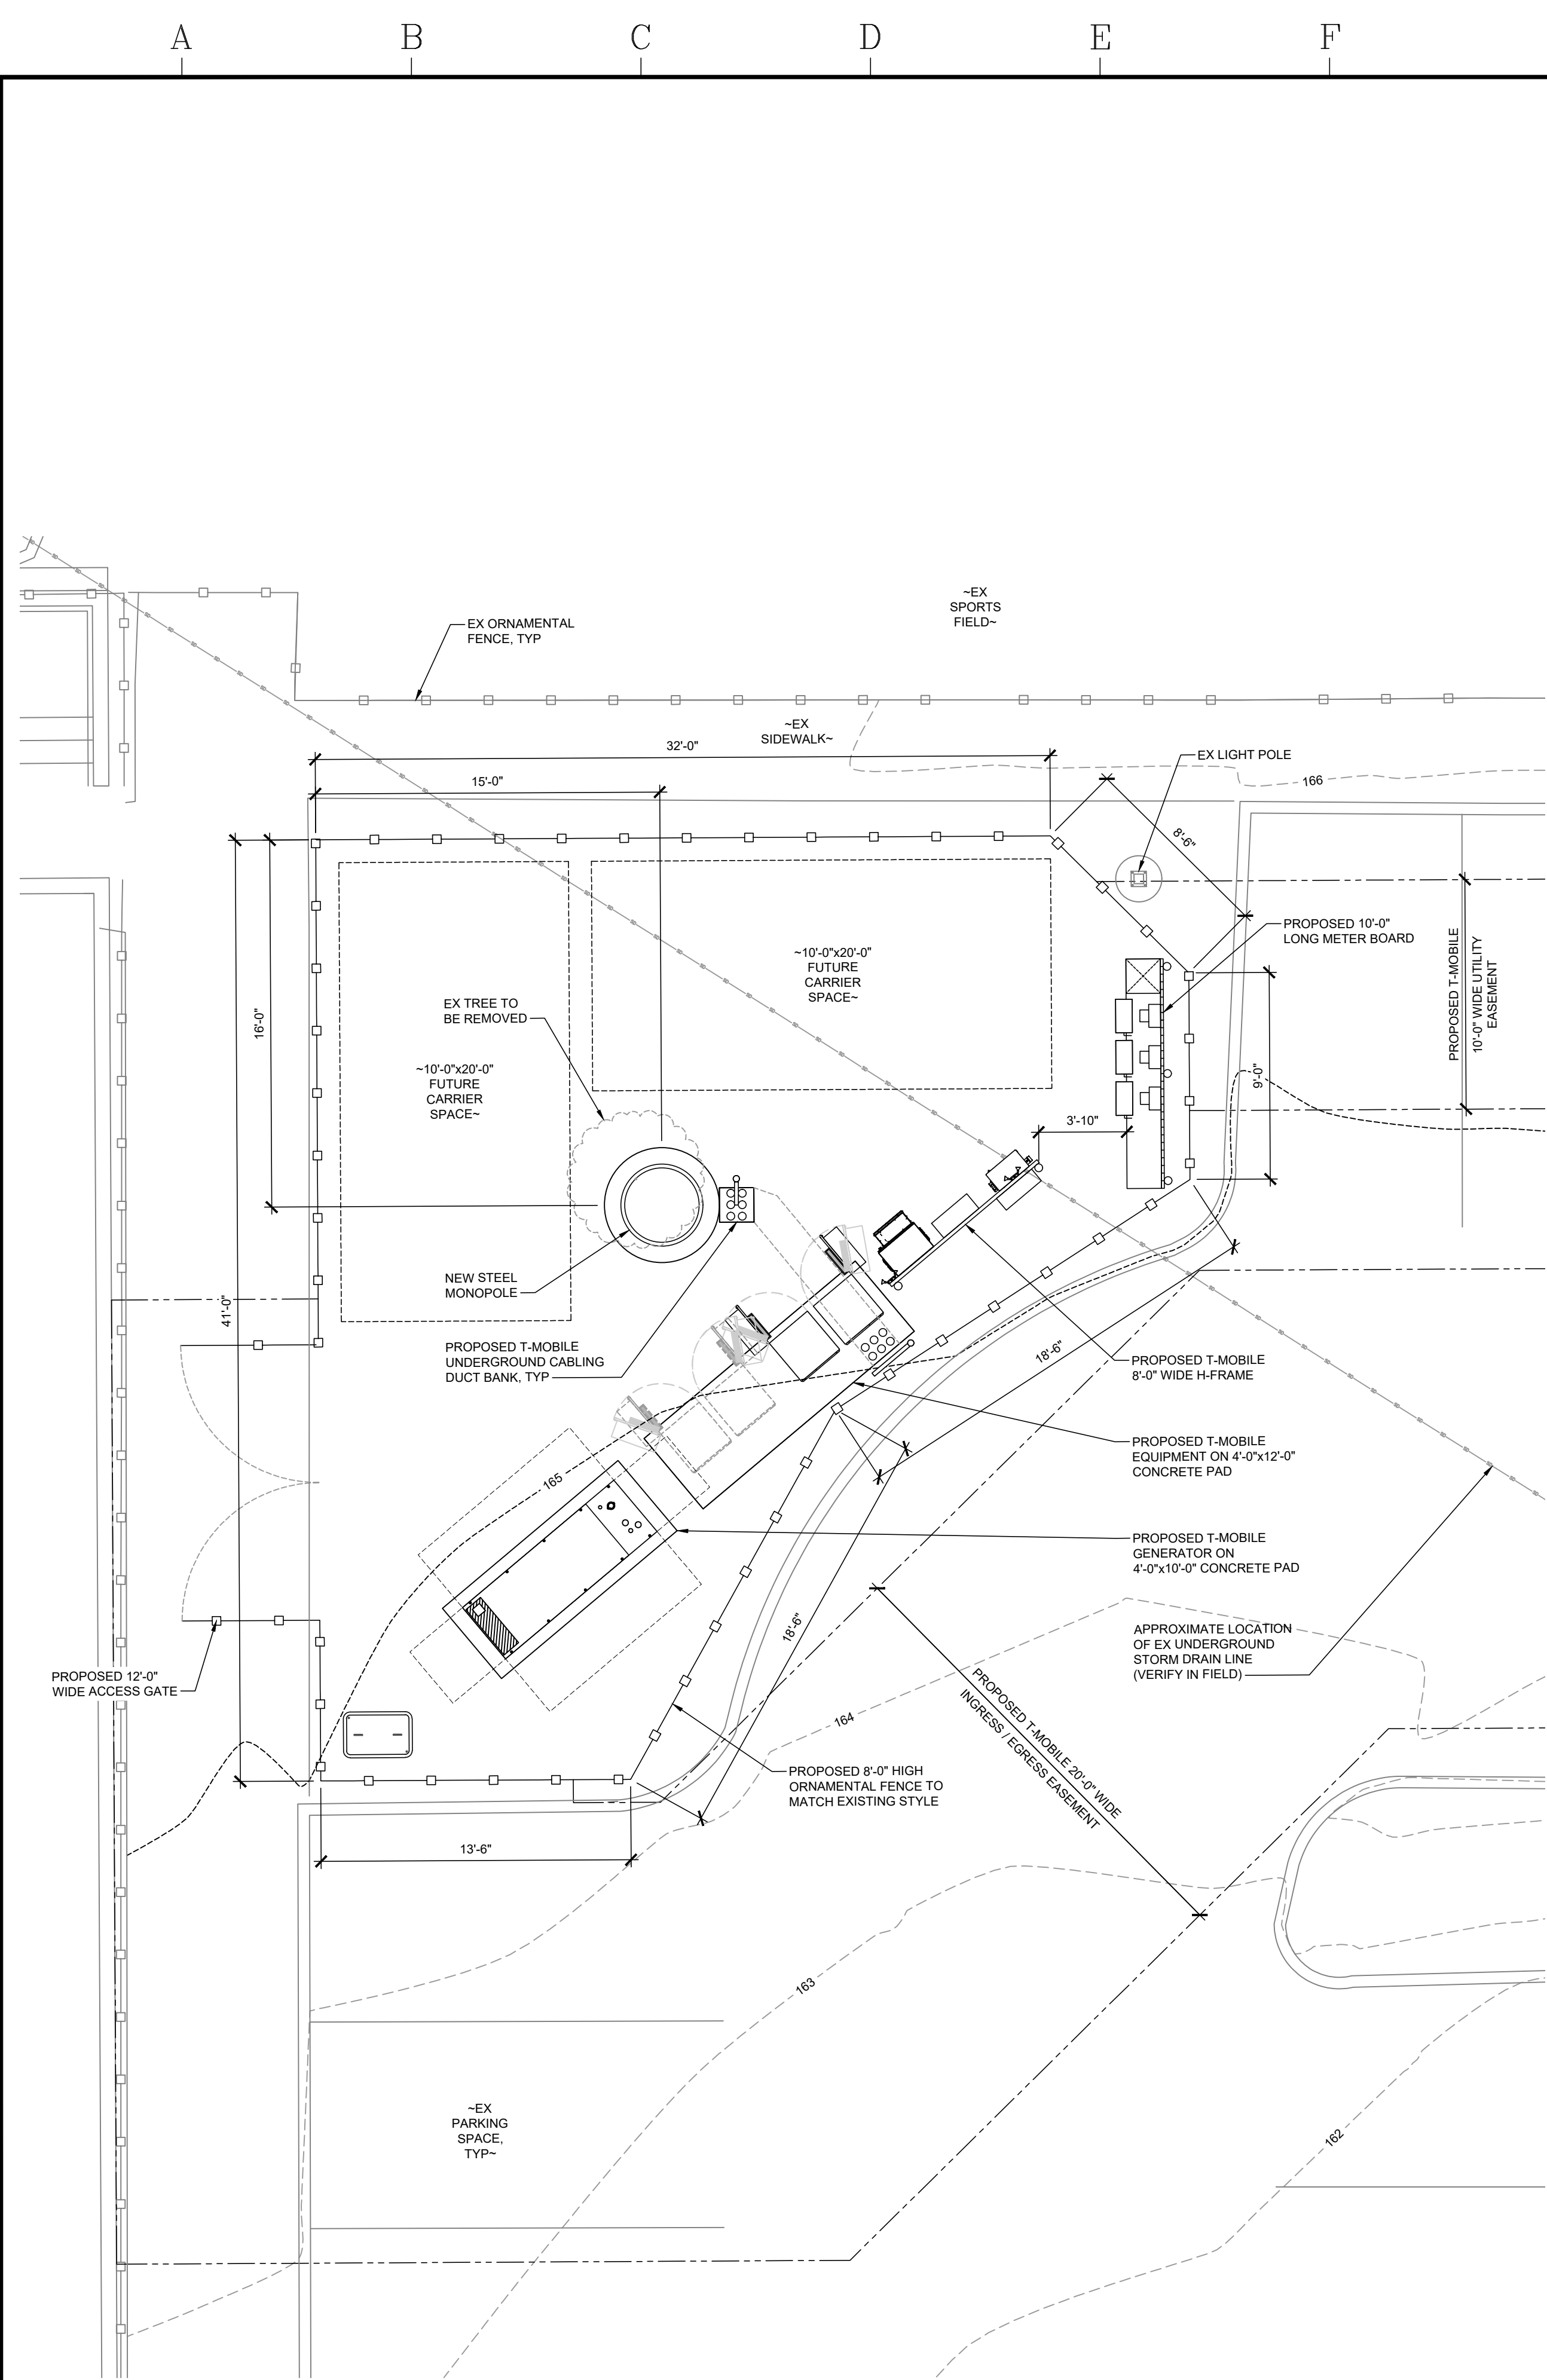 A B C D E F
~EX
SPORTS
FIELD~
EX ORNAMENTAL
FENCE, TYP
~EX
SIDEWALK~
32'-0"
EX LIGHT POLE
15'-0"
166
8'-6"
PROPOSED 10'-0"
LONG METER BOARD
PROPOSED T-MOBILE
10'-0" WIDE UTILITY
EASEMENT
~10'-0"x20'-0"
FUTURE
CARRIER
SPACE~
EX TREE TO
BE REMOVED
16'-0"
~10'-0"x20'-0"
FUTURE
CARRIER
SPACE~
9'-0"
3'-10"
NEW STEEL
MONOPOLE
41'-0"
PROPOSED T-MOBILE
UNDERGROUND CABLING
DUCT BANK, TYP
18'-6"
PROPOSED T-MOBILE
8'-0" WIDE H-FRAME
PROPOSED T-MOBILE
EQUIPMENT ON 4'-0"x12'-0"
CONCRETE PAD
165
PROPOSED T-MOBILE
GENERATOR ON
4'-0"x10'-0" CONCRETE PAD
18'-6"
APPROXIMATE LOCATION
OF EX UNDERGROUND
STORM DRAIN LINE
(VERIFY IN FIELD)
PROPOSED 12'-0"
WIDE ACCESS GATE
PROPOSED T-MOBILE 20'-0" WIDE
INGRESS / EGRESS EASEMENT
164
PROPOSED 8'-0" HIGH
ORNAMENTAL FENCE TO
MATCH EXISTING STYLE
13'-6"
163
~EX
PARKING
SPACE,
TYP~
162